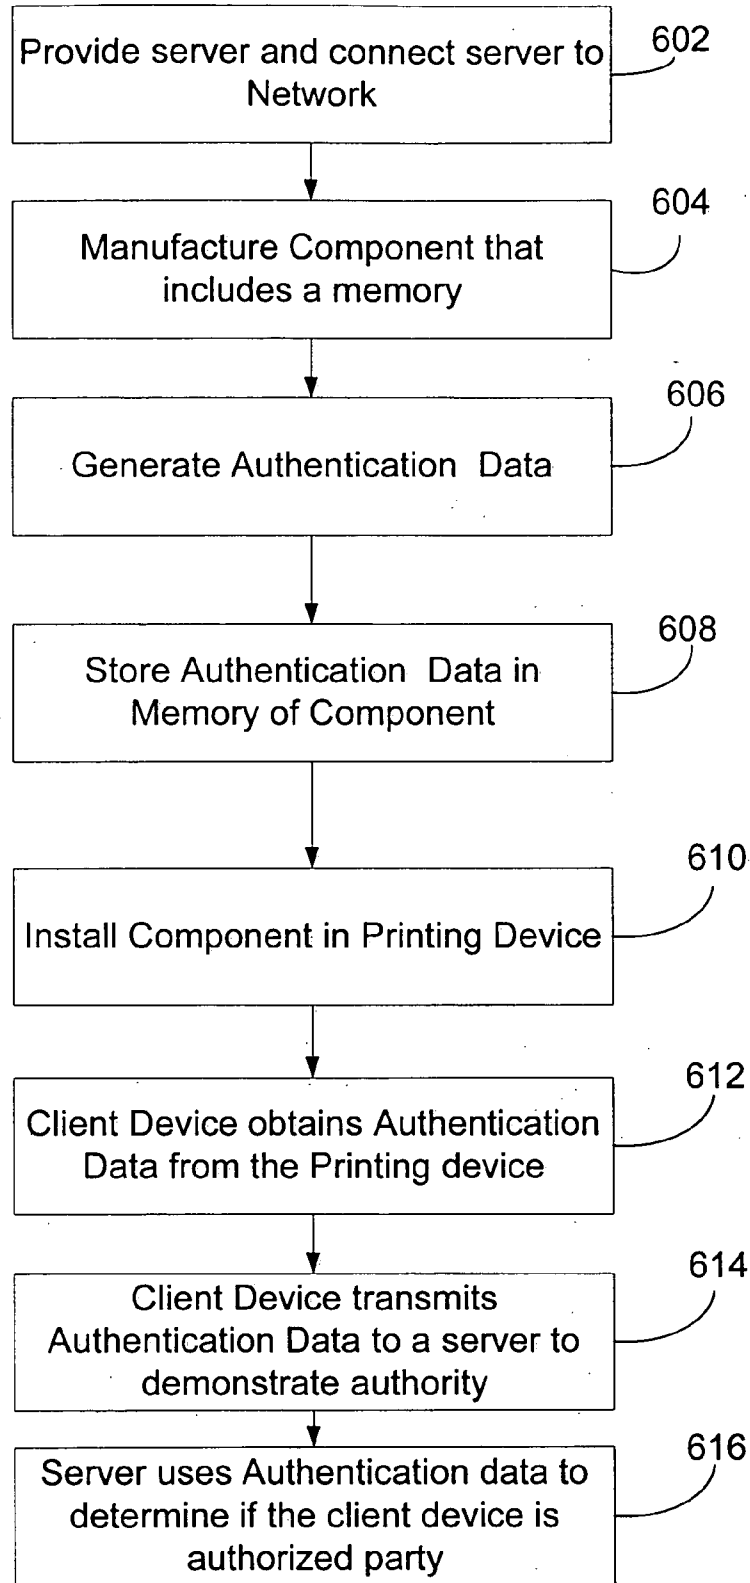 Provide server and connect server to
Network
602
Manufacture Component that
includes a memory
604
Generate Authentication Data
606
Store Authentication Data in
Memory of Component
608
Install Component in Printing Device
610
Client Device obtains Authentication
Data from the Printing device
612
Client Device transmits
Authentication Data to a server to
demonstrate authority
614
Server uses Authentication data to
determine if the client device is
authorized party
616